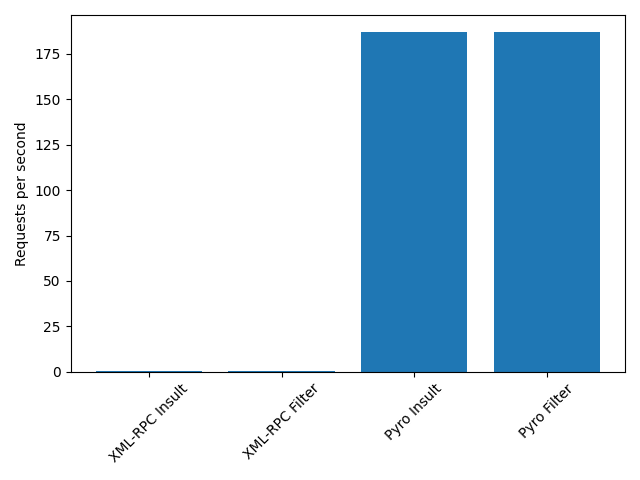 Requests per second
175
150
125
100
75
50
25
0
XML-RPC Insult
XML-RPC Filter
Pyro Insult
Pyro Filter